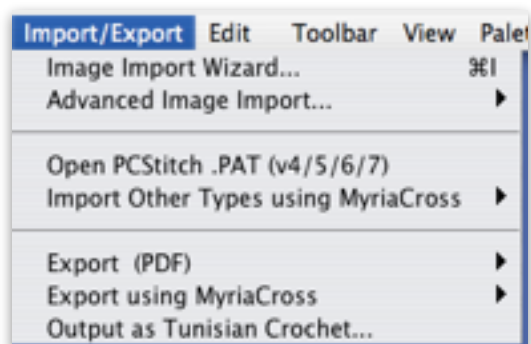 Import/Export Edit Toolbar View Palet
Image Import Wizard... ⌘I
Advanced Image Import...
Open PCStitch .PAT (v4/5/6/7)
Import Other Types using MyriaCross
Export (PDF)
Export using MyriaCross
Output as Tunisian Crochet...